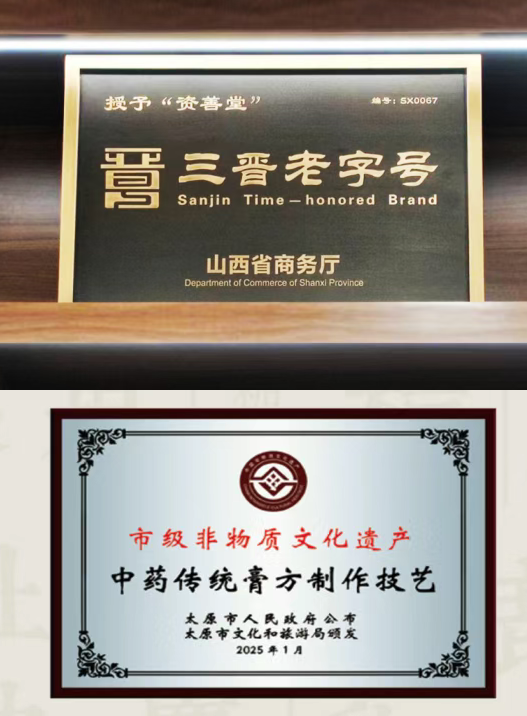 授予“资善堂”
编号：SX0067
三晋老字号
Sanjin Time-honored Brand
山西省商务厅
Department of Commerce of Shanxi Province
市级非物质文化遗产
中药传统膏方制作技艺
太原市人民政府公布
太原市文化和旅游局颁发
2025年1月